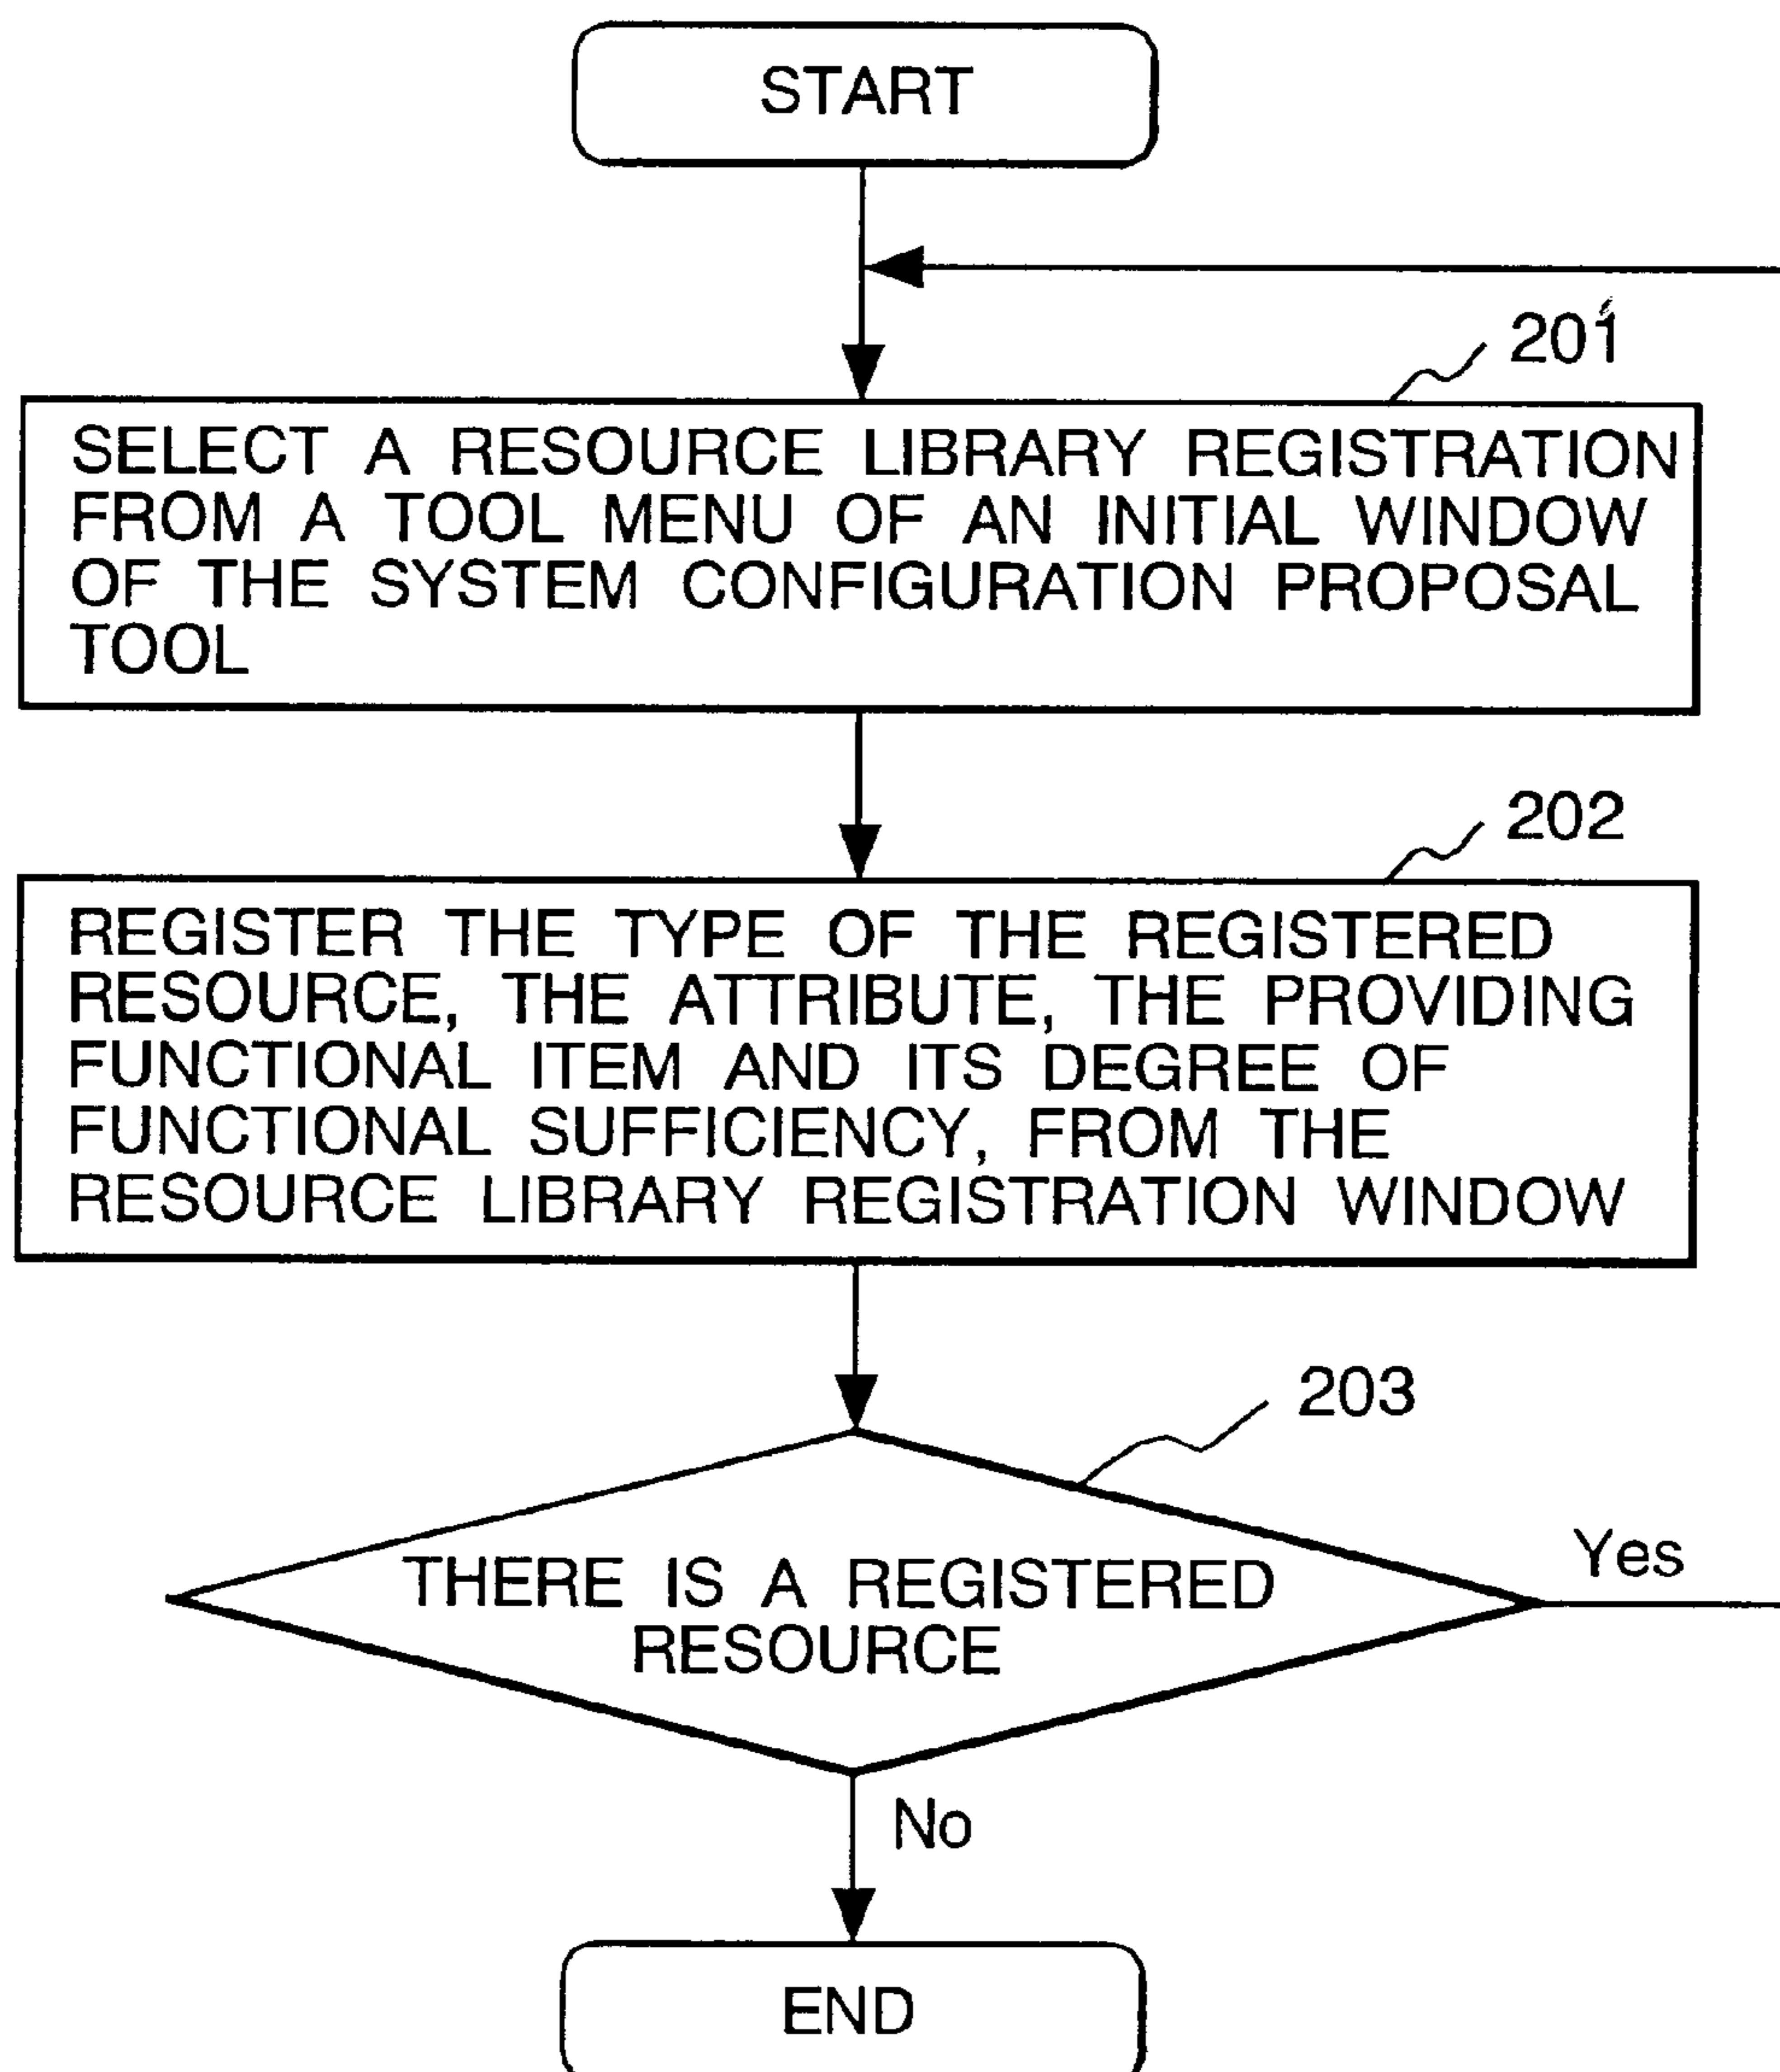 START
201
SELECT A RESOURCE LIBRARY REGISTRATION
FROM A TOOL MENU OF AN INITIAL WINDOW
OF THE SYSTEM CONFIGURATION PROPOSAL
TOOL
202
REGISTER THE TYPE OF THE REGISTERED
RESOURCE, THE ATTRIBUTE, THE PROVIDING
FUNCTIONAL ITEM AND ITS DEGREE OF
FUNCTIONAL SUFFICIENCY, FROM THE
RESOURCE LIBRARY REGISTRATION WINDOW
203
THERE IS A REGISTERED
RESOURCE
Yes
No
END